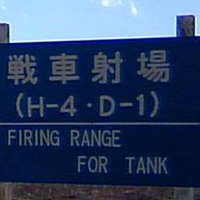 戦車射場
(H-4·D-1)
FIRING RANGE
FOR TANK